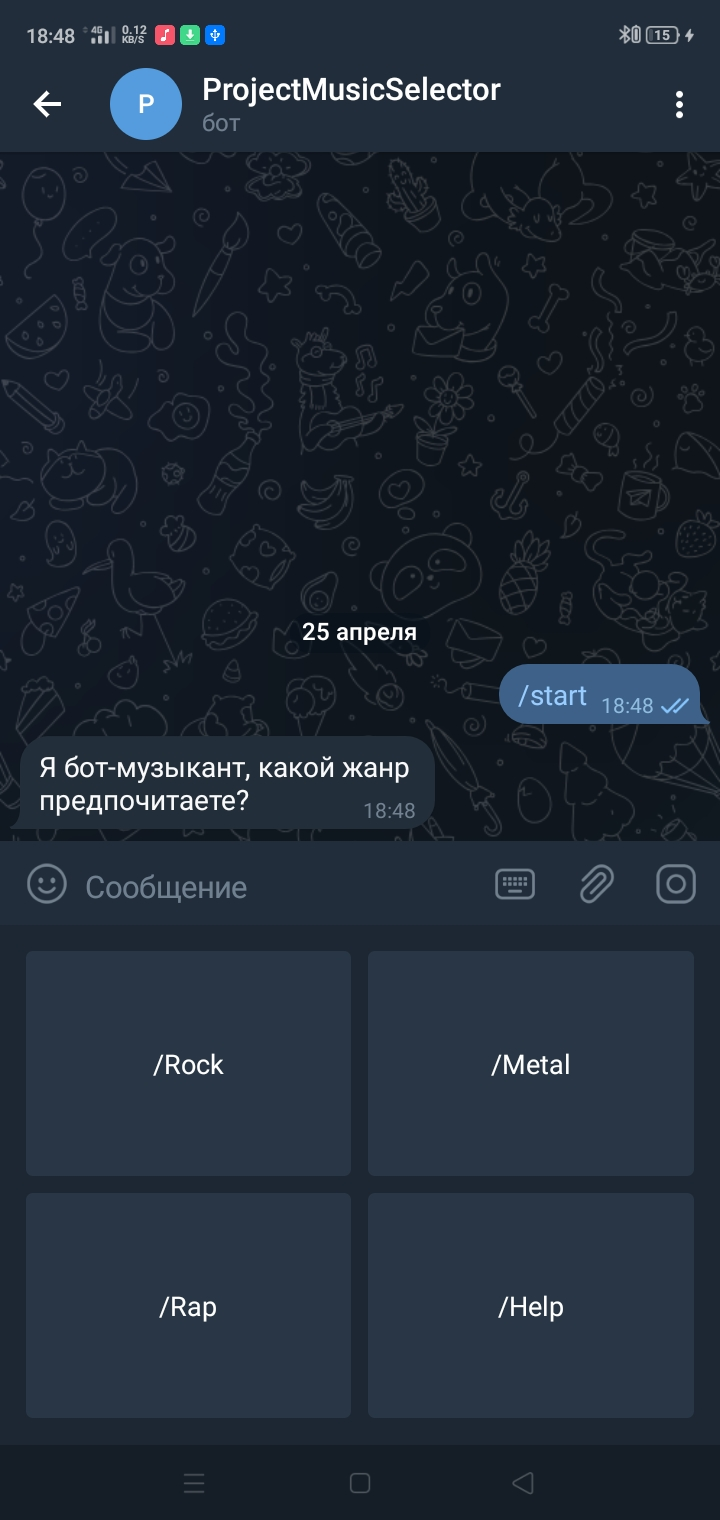 18:48 4G 0.12 KB/S 15
P
ProjectMusicSelector
бот
25 апреля
/start 18:48
Я бот-музыкант, какой жанр
предпочитаете? 18:48
Сообщение
/Rock /Metal
/Rap /Help